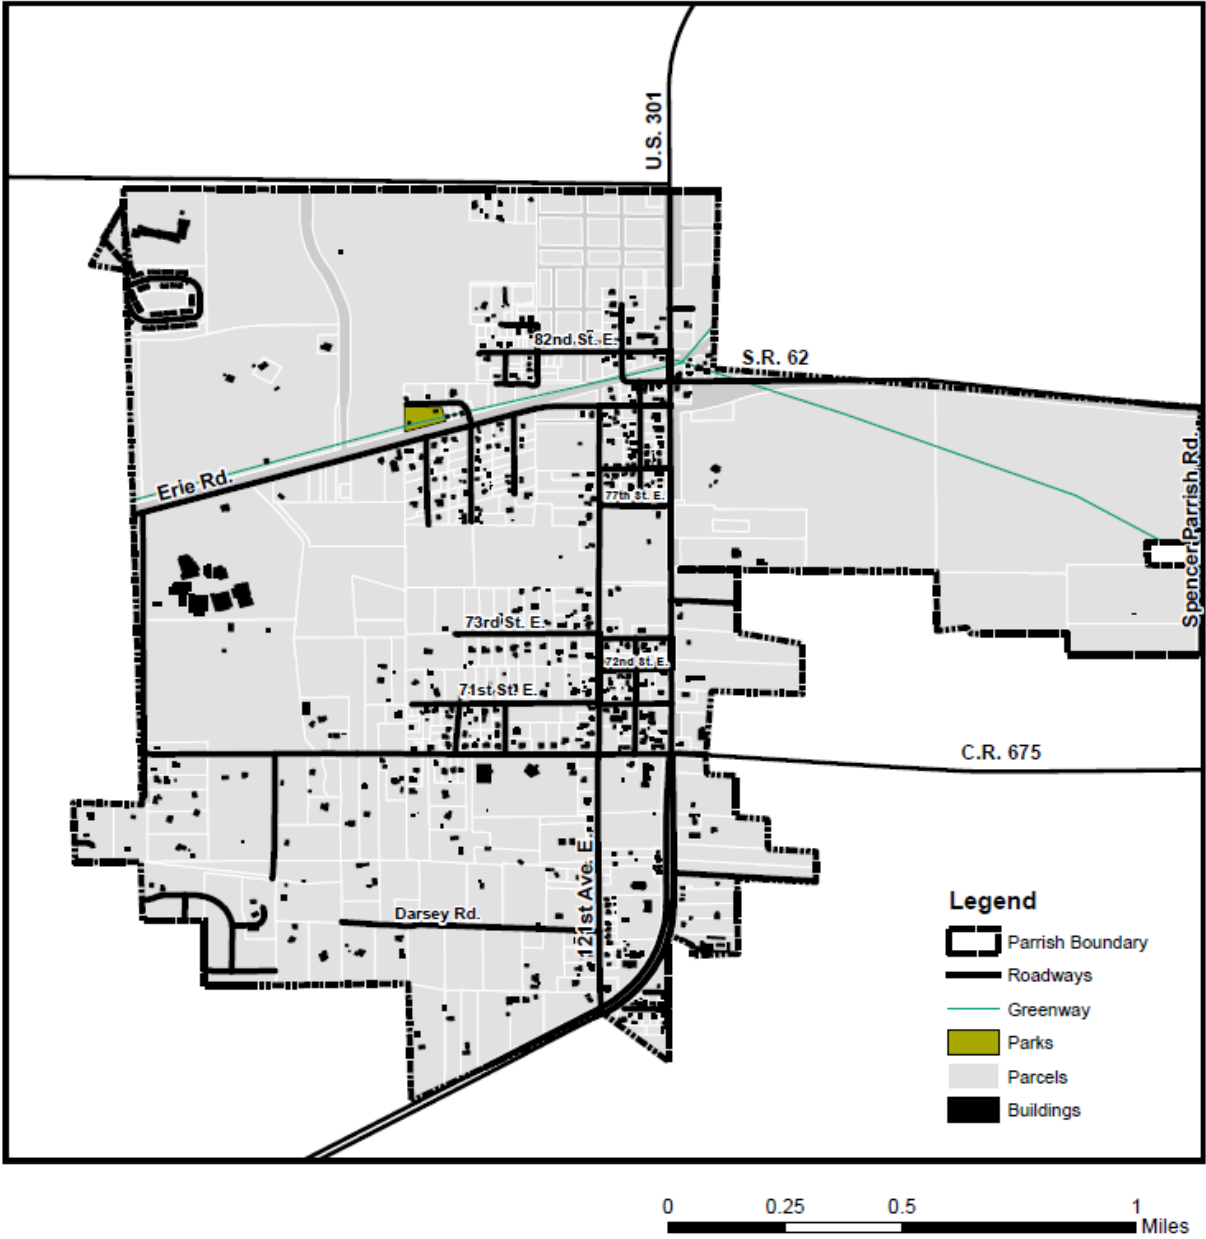 U.S. 301
82nd St. E.
S.R. 62
Erie Rd.
77th St. E.
Spencer Parrish Rd.
73rd St. E.
72nd St. E.
71st St. E.
C.R. 675
121st Ave. E.
Darsey Rd.
Legend
Parrish Boundary
Roadways
Greenway
Parks
Parcels
Buildings
0 0.25 0.5 1
Miles